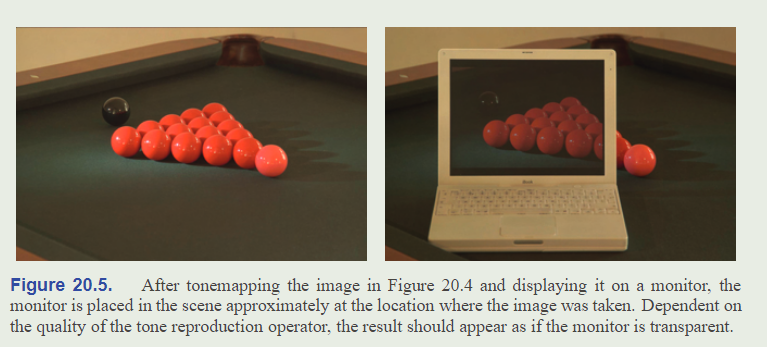 Figure 20.5. After tonemapping the image in Figure 20.4 and displaying it on a monitor, the
monitor is placed in the scene approximately at the location where the image was taken. Dependent on
the quality of the tone reproduction operator, the result should appear as if the monitor is transparent.